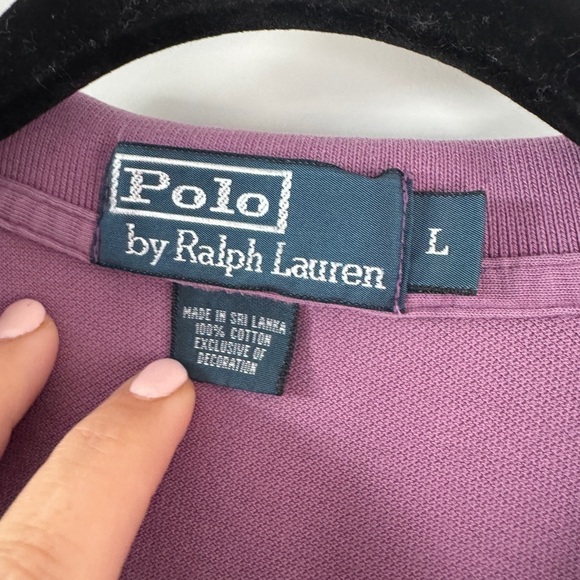 Polo
by Ralph Lauren
L
MADE IN SRI LANKA
100% COTTON
EXCLUSIVE OF
DECORATION